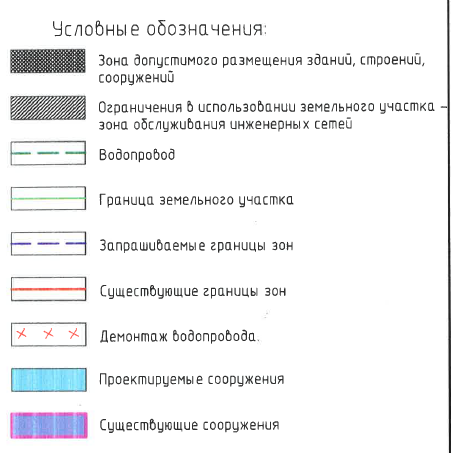 Условные обозначения:
Зона допустимого размещения зданий, строений,
сооружений
Ограничения в использовании земельного участка –
зона обслуживания инженерных сетей
Водопровод
Граница земельного участка
Запрашиваемые границы зон
Существующие границы зон
Демонтаж водопровода.
Проектируемые сооружения
Существующие сооружения